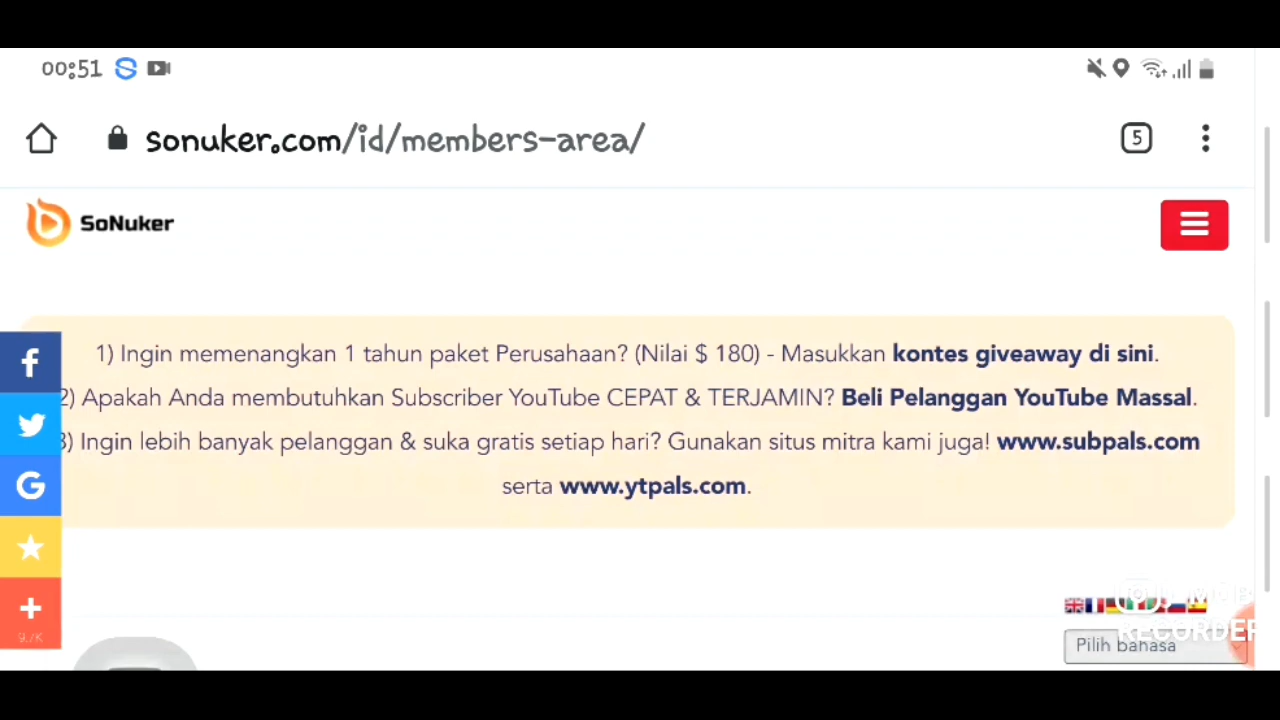 00:51
sonuker.com/id/members-area/
5
SoNuker
1) Ingin memenangkan 1 tahun paket Perusahaan? (Nilai $ 180) - Masukkan kontes giveaway di sini.
2) Apakah Anda membutuhkan Subscriber YouTube CEPAT & TERJAMIN? Beli Pelanggan YouTube Massal.
3) Ingin lebih banyak pelanggan & suka gratis setiap hari? Gunakan situs mitra kami juga! www.subpals.com
serta www.ytpals.com.
RECORDER
Pilih bahasa